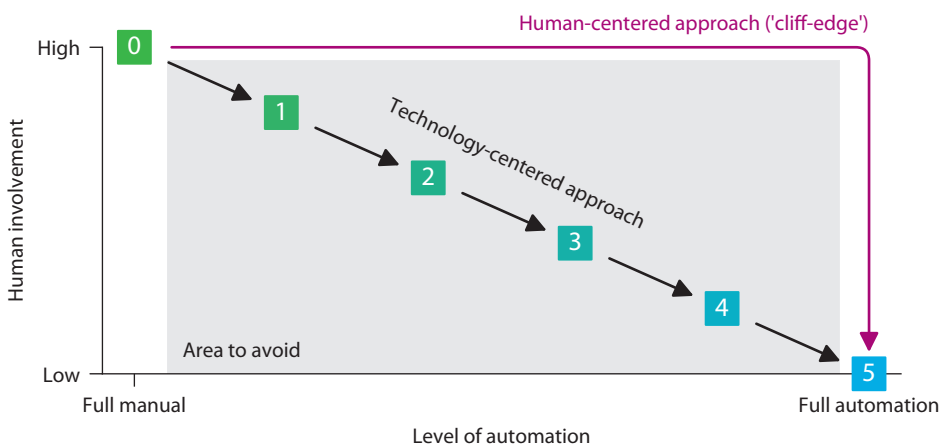 Human-centered approach ('cliff-edge')
High
0
1
Technology-centered approach
2
3
4
Human involvement
Area to avoid
Low
5
Full manual
Full automation
Level of automation